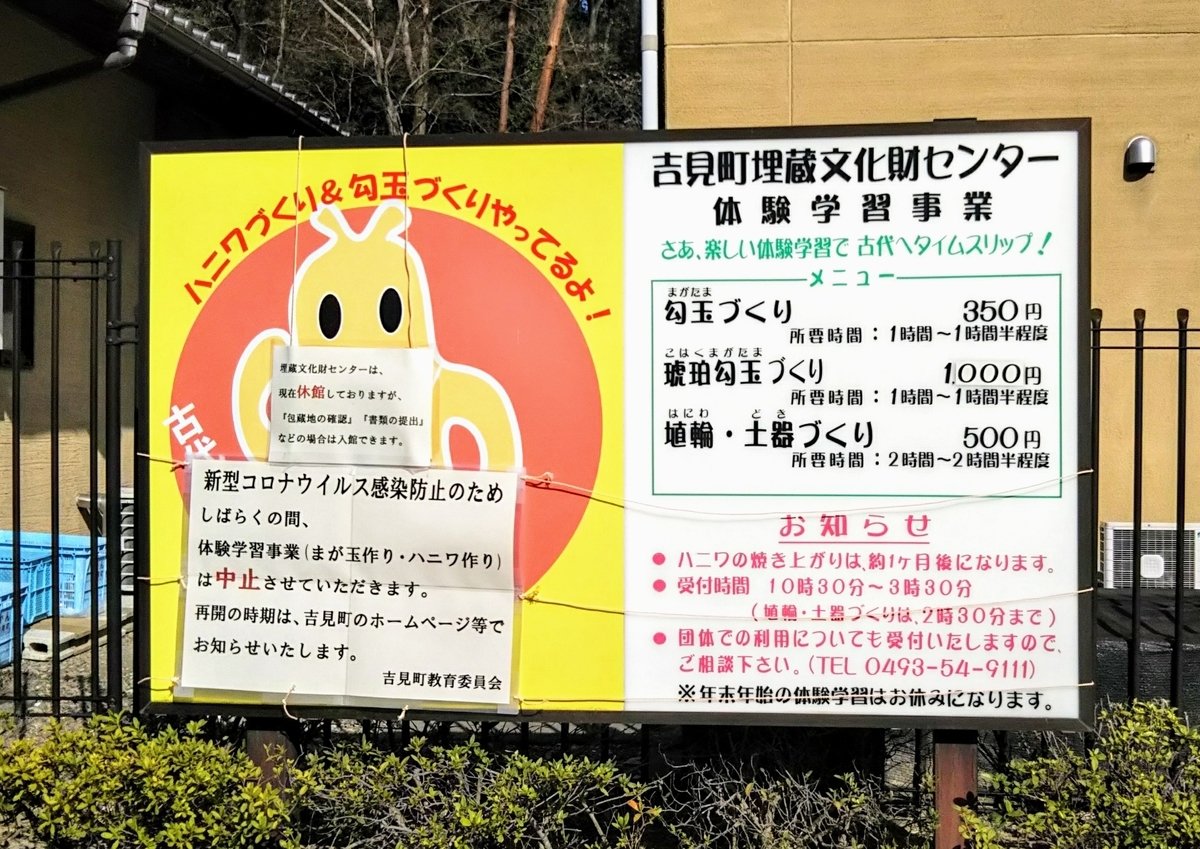 ハニワづくり&勾玉づくりやってるよ!
古代
埋蔵文化財センターは、
現在休館しておりますが、
『包蔵地の確認』『書類の提出』
などの場合は入館できます。
新型コロナウイルス感染防止のため
しばらくの間、
体験学習事業(まが玉作り・ハニワ作り)
は中止させていただきます。
再開の時期は、吉見町のホームページ等で
お知らせいたします。
吉見町教育委員会
吉見町埋蔵文化財センター
体験学習事業
さあ、楽しい体験学習で古代へタイムスリップ!
メニュー
まがたま
勾玉づくり 350円
所要時間:1時間〜1時間半程度
こはくまがたま
琥珀勾玉づくり 1,000円
所要時間:1時間〜1時間半程度
はにわ どき
埴輪・土器づくり 500円
所要時間:2時間〜2時間半程度
お知らせ
●ハニワの焼き上がりは、約1ヶ月後になります。
●受付時間 10時30分〜3時30分
(埴輪・土器づくりは、2時30分まで)
●団体での利用についても受付いたしますので、
ご相談下さい。(TEL 0493-54-9111)
※年末年始の体験学習はお休みになります。